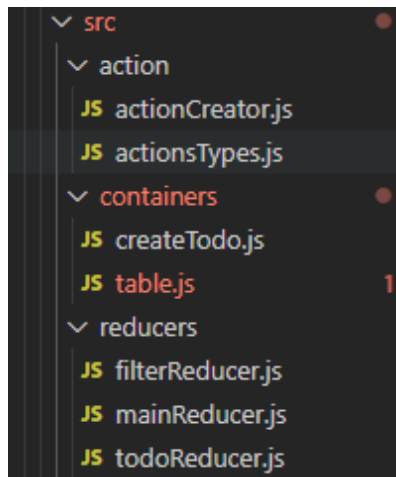 src
action
JS actionCreator.js
JS actionsTypes.js
containers
JS createTodo.js
JS table.js 1
reducers
JS filterReducer.js
JS mainReducer.js
JS todoReducer.js